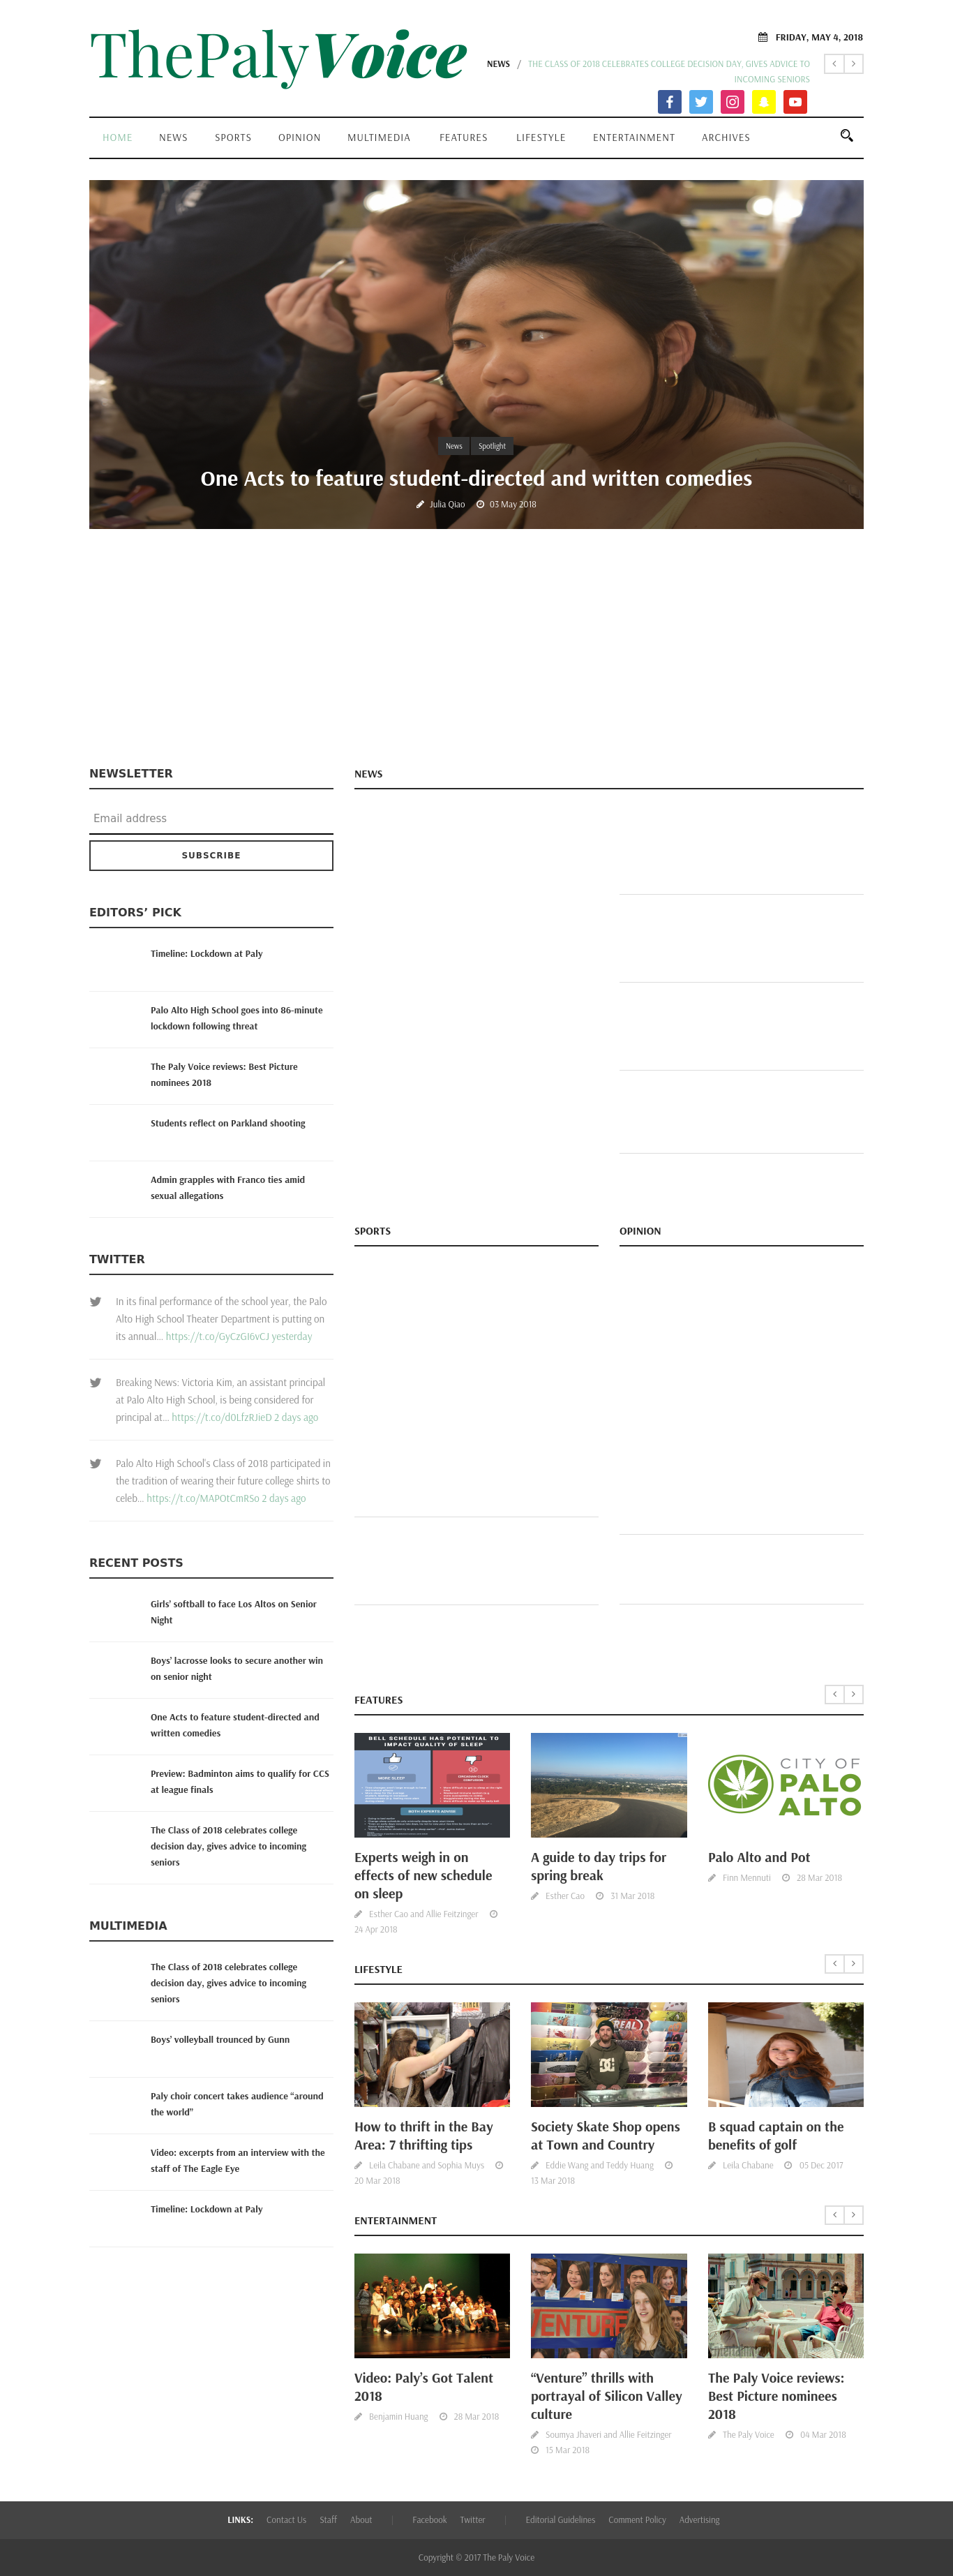 ThePalyVoice
FRIDAY, MAY 4, 2018
NEWS / THE CLASS OF 2018 CELEBRATES COLLEGE DECISION DAY, GIVES ADVICE TO
INCOMING SENIORS
HOME NEWS SPORTS OPINION MULTIMEDIA FEATURES LIFESTYLE ENTERTAINMENT ARCHIVES
News Spotlight
One Acts to feature student-directed and written comedies
Julia Qiao 03 May 2018
NEWSLETTER
Email address
SUBSCRIBE
EDITORS’ PICK
Timeline: Lockdown at Paly
Palo Alto High School goes into 86-minute
lockdown following threat
The Paly Voice reviews: Best Picture
nominees 2018
Students reflect on Parkland shooting
Admin grapples with Franco ties amid
sexual allegations
TWITTER
In its final performance of the school year, the Palo
Alto High School Theater Department is putting on
its annual... https://t.co/GyCzGI6vCJ yesterday
Breaking News: Victoria Kim, an assistant principal
at Palo Alto High School, is being considered for
principal at... https://t.co/d0LfzRJieD 2 days ago
Palo Alto High School's Class of 2018 participated in
the tradition of wearing their future college shirts to
celeb... https://t.co/MAPOtCmRSo 2 days ago
RECENT POSTS
Girls’ softball to face Los Altos on Senior
Night
Boys’ lacrosse looks to secure another win
on senior night
One Acts to feature student-directed and
written comedies
Preview: Badminton aims to qualify for CCS
at league finals
The Class of 2018 celebrates college
decision day, gives advice to incoming
seniors
MULTIMEDIA
The Class of 2018 celebrates college
decision day, gives advice to incoming
seniors
Boys’ volleyball trounced by Gunn
Paly choir concert takes audience “around
the world”
Video: excerpts from an interview with the
staff of The Eagle Eye
Timeline: Lockdown at Paly
NEWS
SPORTS
OPINION
FEATURES
BELL SCHEDULE HAS POTENTIAL TO
IMPACT QUALITY OF SLEEP
MORE SLEEP
BOTH EXPERTS ADVISE
CITY OF
PALO
ALTO
Experts weigh in on
effects of new schedule
on sleep
Esther Cao and Allie Feitzinger
24 Apr 2018
A guide to day trips for
spring break
Esther Cao 31 Mar 2018
Palo Alto and Pot
Finn Mennuti 28 Mar 2018
LIFESTYLE
REAL
How to thrift in the Bay
Area: 7 thrifting tips
Leila Chabane and Sophia Muys
20 Mar 2018
Society Skate Shop opens
at Town and Country
Eddie Wang and Teddy Huang
13 Mar 2018
B squad captain on the
benefits of golf
Leila Chabane 05 Dec 2017
ENTERTAINMENT
VENTURE
Video: Paly’s Got Talent
2018
Benjamin Huang 28 Mar 2018
“Venture” thrills with
portrayal of Silicon Valley
culture
Soumya Jhaveri and Allie Feitzinger
15 Mar 2018
The Paly Voice reviews:
Best Picture nominees
2018
The Paly Voice 04 Mar 2018
LINKS: Contact Us Staff About | Facebook Twitter | Editorial Guidelines Comment Policy Advertising
Copyright © 2017 The Paly Voice